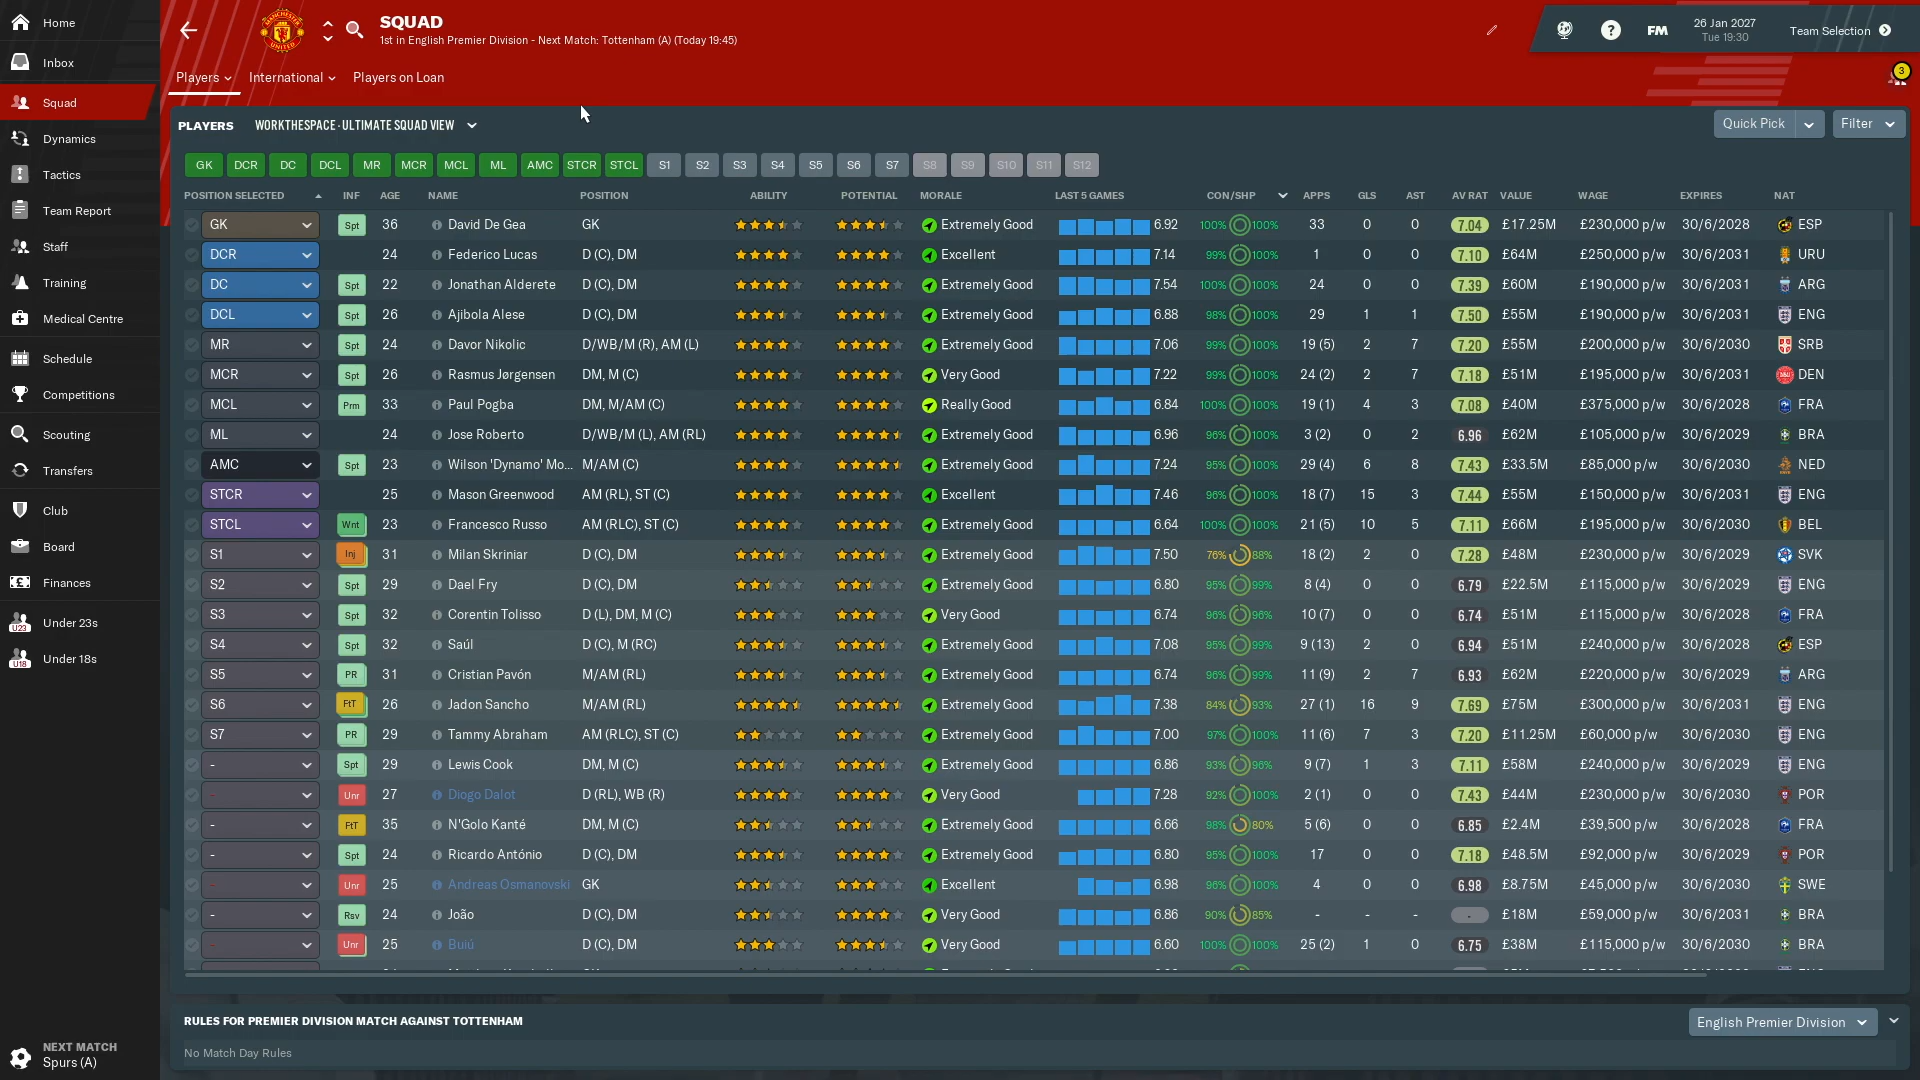 Home
Inbox
Squad
Dynamics
Tactics
Team Report
Staff
Training
Medical Centre
Schedule
Competitions
Scouting
Transfers
Club
Board
Finances
U23 Under 23s
U18 Under 18s
NEXT MATCH
Spurs (A)
SQUAD
1st in English Premier Division - Next Match: Tottenham (A) (Today 19:45)
? FM 26 Jan 2027 Tue 19:30 Team Selection
Players International Players on Loan 3
PLAYERS WORKTHESPACE - ULTIMATE SQUAD VIEW Quick Pick Filter
GK DCR DC DCL MR MCR MCL ML AMC STCR STCL S1 S2 S3 S4 S5 S6 S7 S8 S9 S10 S11 S12
POSITION SELECTED INF AGE NAME POSITION ABILITY POTENTIAL MORALE LAST 5 GAMES CON/SHP APPS GLS AST AV RAT VALUE WAGE EXPIRES NAT
GK Spt 36 David De Gea GK Extremely Good 6.92 100% 100% 33 0 0 7.04 £17.25M £230,000 p/w 30/6/2028 ESP
DCR 24 Federico Lucas D (C), DM Excellent 7.14 99% 100% 1 0 0 7.10 £64M £250,000 p/w 30/6/2031 URU
DC Spt 22 Jonathan Alderete D (C), DM Extremely Good 7.54 100% 100% 24 0 0 7.39 £60M £190,000 p/w 30/6/2031 ARG
DCL Spt 26 Ajibola Alese D (C), DM Extremely Good 6.88 98% 100% 29 1 1 7.50 £55M £190,000 p/w 30/6/2031 ENG
MR Spt 24 Davor Nikolic D/WB/M (R), AM (L) Extremely Good 7.06 99% 100% 19 (5) 2 7 7.20 £55M £200,000 p/w 30/6/2030 SRB
MCR Spt 26 Rasmus Jørgensen DM, M (C) Very Good 7.22 99% 100% 24 (2) 2 7 7.18 £51M £195,000 p/w 30/6/2031 DEN
MCL Prm 33 Paul Pogba DM, M/AM (C) Really Good 6.84 100% 100% 19 (1) 4 3 7.08 £40M £375,000 p/w 30/6/2028 FRA
ML 24 Jose Roberto D/WB/M (L), AM (RL) Extremely Good 6.96 96% 100% 3 (2) 0 2 6.96 £62M £105,000 p/w 30/6/2029 BRA
AMC Spt 23 Wilson 'Dynamo' Mo... M/AM (C) Extremely Good 7.24 95% 100% 29 (4) 6 8 7.43 £33.5M £85,000 p/w 30/6/2030 NED
STCR 25 Mason Greenwood AM (RL), ST (C) Excellent 7.46 96% 100% 18 (7) 15 3 7.44 £55M £150,000 p/w 30/6/2031 ENG
STCL Wnt 23 Francesco Russo AM (RLC), ST (C) Extremely Good 6.64 100% 100% 21 (5) 10 5 7.11 £66M £195,000 p/w 30/6/2030 BEL
S1 Inj 31 Milan Skriniar D (C), DM Extremely Good 7.50 76% 88% 18 (2) 2 0 7.28 £48M £230,000 p/w 30/6/2029 SVK
S2 Spt 29 Dael Fry D (C), DM Extremely Good 6.80 95% 99% 8 (4) 0 0 6.79 £22.5M £115,000 p/w 30/6/2029 ENG
S3 Spt 32 Corentin Tolisso D (L), DM, M (C) Very Good 6.74 96% 96% 10 (7) 0 0 6.74 £51M £115,000 p/w 30/6/2028 FRA
S4 Spt 32 Saúl D (C), M (RC) Extremely Good 7.08 95% 99% 9 (13) 2 0 6.94 £51M £240,000 p/w 30/6/2028 ESP
S5 PR 31 Cristian Pavón M/AM (RL) Extremely Good 6.74 96% 99% 11 (9) 2 7 6.93 £62M £220,000 p/w 30/6/2029 ARG
S6 FtT 26 Jadon Sancho M/AM (RL) Extremely Good 7.38 84% 93% 27 (1) 16 9 7.69 £75M £300,000 p/w 30/6/2031 ENG
S7 PR 29 Tammy Abraham AM (RLC), ST (C) Extremely Good 7.00 97% 100% 11 (6) 7 3 7.20 £11.25M £60,000 p/w 30/6/2030 ENG
- Spt 29 Lewis Cook DM, M (C) Extremely Good 6.86 93% 96% 9 (7) 1 3 7.11 £58M £240,000 p/w 30/6/2029 ENG
- Unr 27 Diogo Dalot D (RL), WB (R) Very Good 7.28 92% 100% 2 (1) 0 0 7.43 £44M £230,000 p/w 30/6/2030 POR
- FtT 35 N'Golo Kanté DM, M (C) Extremely Good 6.66 98% 80% 5 (6) 0 0 6.85 £2.4M £39,500 p/w 30/6/2028 FRA
- Spt 24 Ricardo António D (C), DM Extremely Good 6.80 95% 100% 17 0 0 7.18 £48.5M £92,000 p/w 30/6/2029 POR
- Unr 25 Andreas Osmanovski GK Excellent 6.98 96% 100% 4 0 0 6.98 £8.75M £45,000 p/w 30/6/2030 SWE
- Rsv 24 João D (C), DM Very Good 6.86 90% 85% - - - - £18M £59,000 p/w 30/6/2031 BRA
- Unr 25 Buiú D (C), DM Very Good 6.60 100% 100% 25 (2) 1 0 6.75 £38M £115,000 p/w 30/6/2030 BRA
RULES FOR PREMIER DIVISION MATCH AGAINST TOTTENHAM English Premier Division
No Match Day Rules